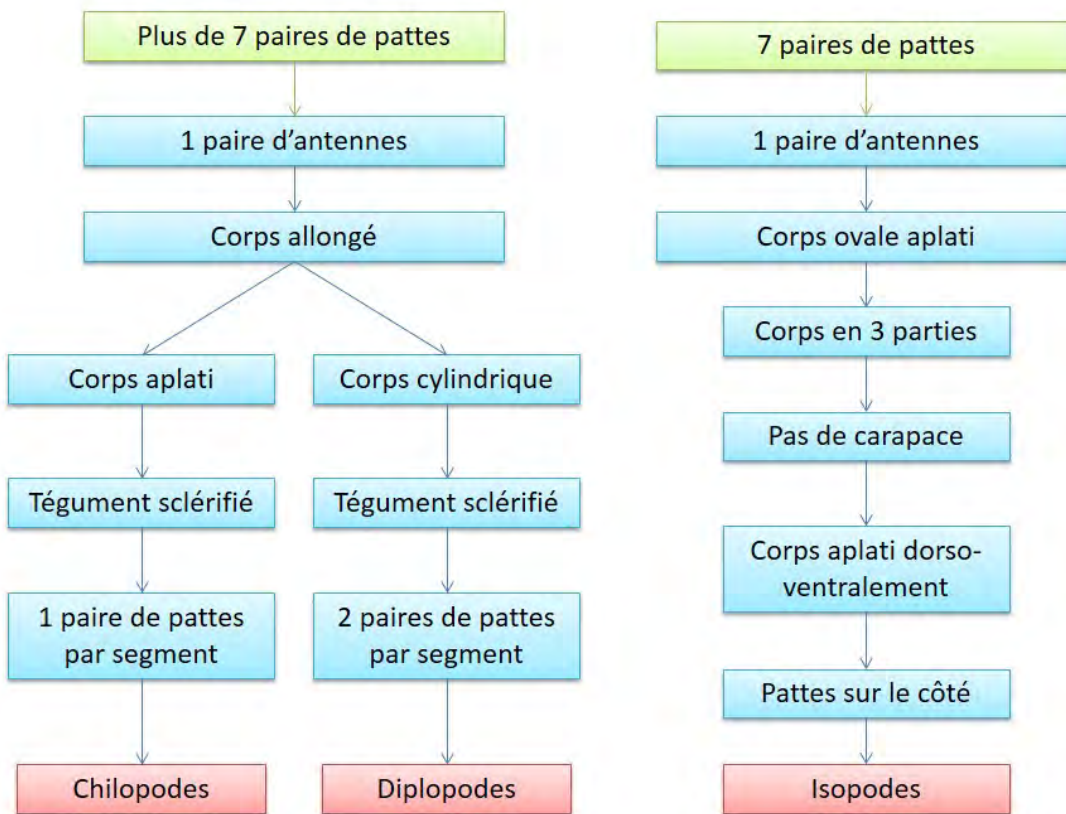 Plus de 7 paires de pattes
1 paire d'antennes
Corps allongé
Corps aplati
Tégument sclérifié
1 paire de pattes
par segment
Chilopodes
Corps cylindrique
Tégument sclérifié
2 paires de pattes
par segment
Diplopodes
7 paires de pattes
1 paire d'antennes
Corps ovale aplati
Corps en 3 parties
Pas de carapace
Corps aplati dorso-
ventralement
Pattes sur le côté
Isopodes